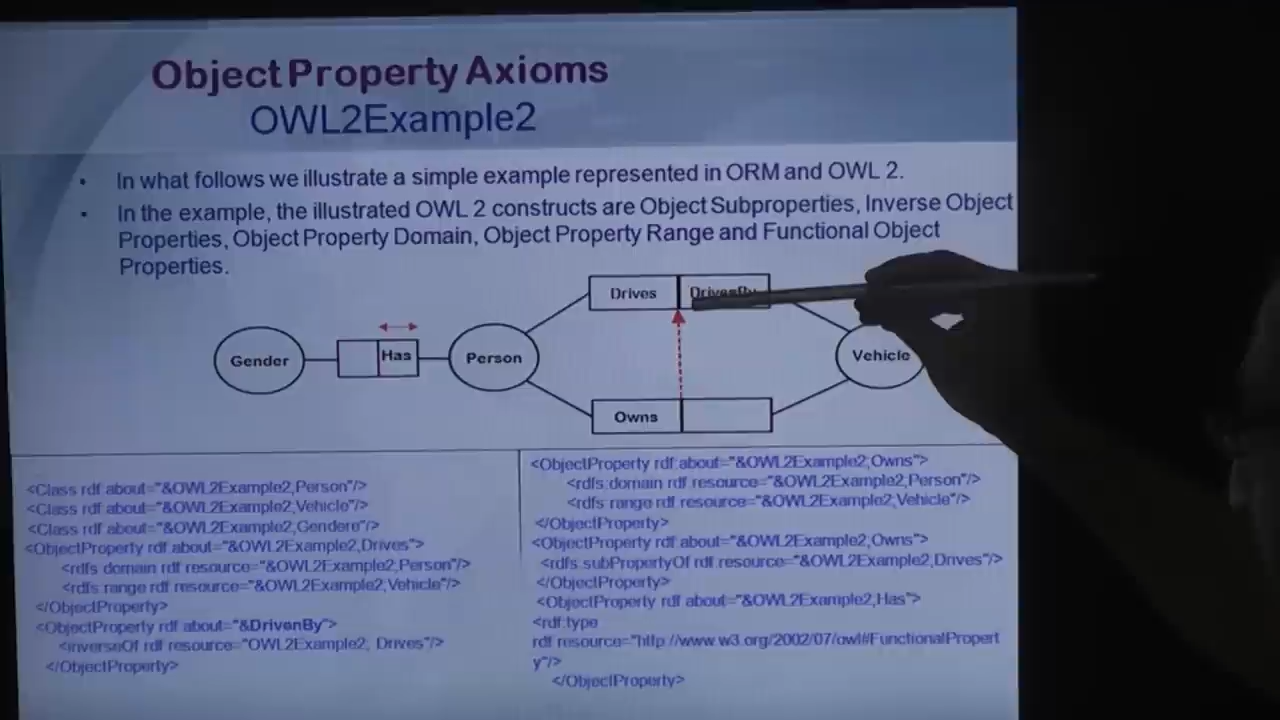 Object Property Axioms
OWL2Example2
• In what follows we illustrate a simple example represented in ORM and OWL 2.
• In the example, the illustrated OWL 2 constructs are Object Subproperties, Inverse Object
Properties, Object Property Domain, Object Property Range and Functional Object
Properties.
Drives
Gender
Has
Person
Vehicle
Owns
<Class rdf about="&OWL2Example2,Person"/>
<Class rdf about="&OWL2Example2,Vehicle"/>
<Class rdf about="&OWL2Example2,Gendere"/>
<ObjectProperty rdf about="&OWL2Example2,Drives">
<rdfs domain rdf resource="&OWL2Example2,Person"/>
<rdfs range rdf resource="&OWL2Example2,Vehicle"/>
</ObjectProperty>
<ObjectProperty rdf about="&DrivenBy">
<inverseOf rdf resource="OWL2Example2; Drives"/>
</ObjectProperty>
<ObjectProperty rdf:about="&OWL2Example2,Owns">
<rdfs domain rdf resource="&OWL2Example2,Person"/>
<rdfs range rdf resource="&OWL2Example2,Vehicle"/>
</ObjectProperty>
<ObjectProperty rdf about="&OWL2Example2,Owns">
<rdfs subPropertyOf rdf resource="&OWL2Example2,Drives"/>
</ObjectProperty>
<ObjectProperty rdf about="&OWL2Example2,Has">
<rdf type
rdf resource="http://www.w3.org/2002/07/owl#FunctionalPropert
y"/>
</ObjectProperty>